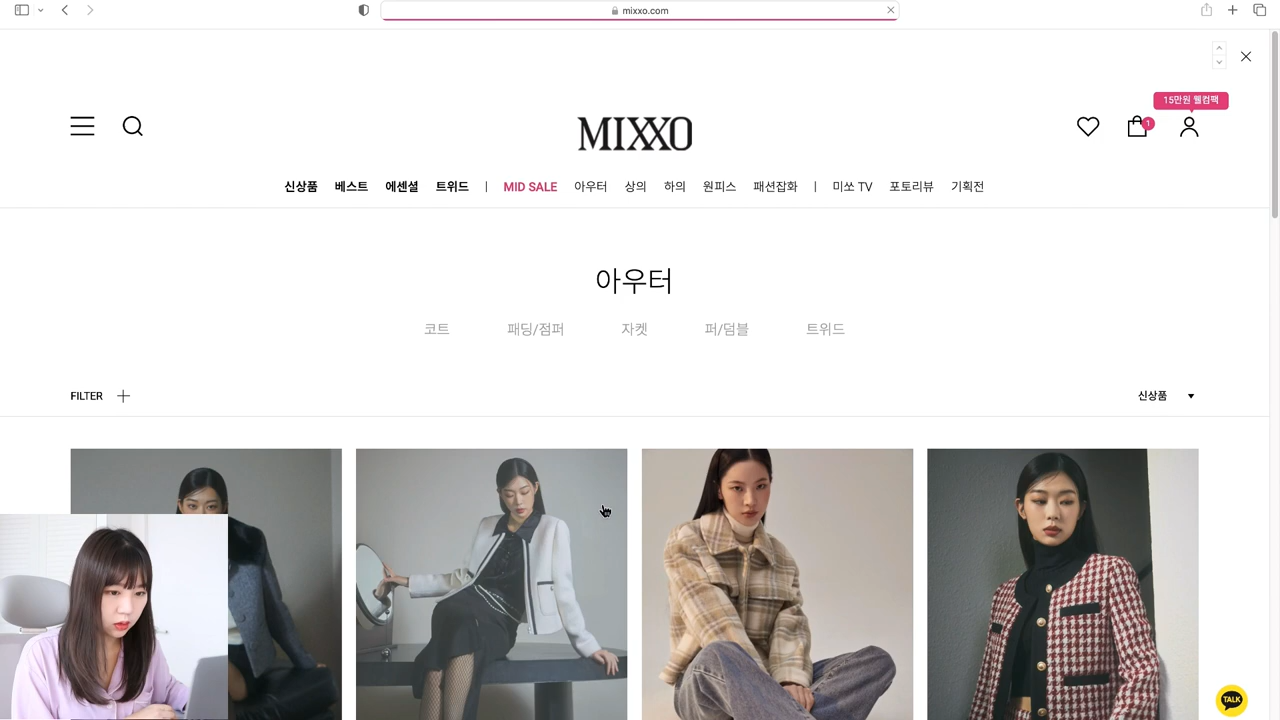 mixxo.com
15만원 웰컴팩
MIXXO
1
신상품 베스트 에센셜 트위드 | MID SALE 아우터 상의 하의 원피스 패션잡화 | 미쏘 TV 포토리뷰 기획전
아우터
코트 패딩/점퍼 자켓 퍼/덤블 트위드
FILTER
신상품
TALK